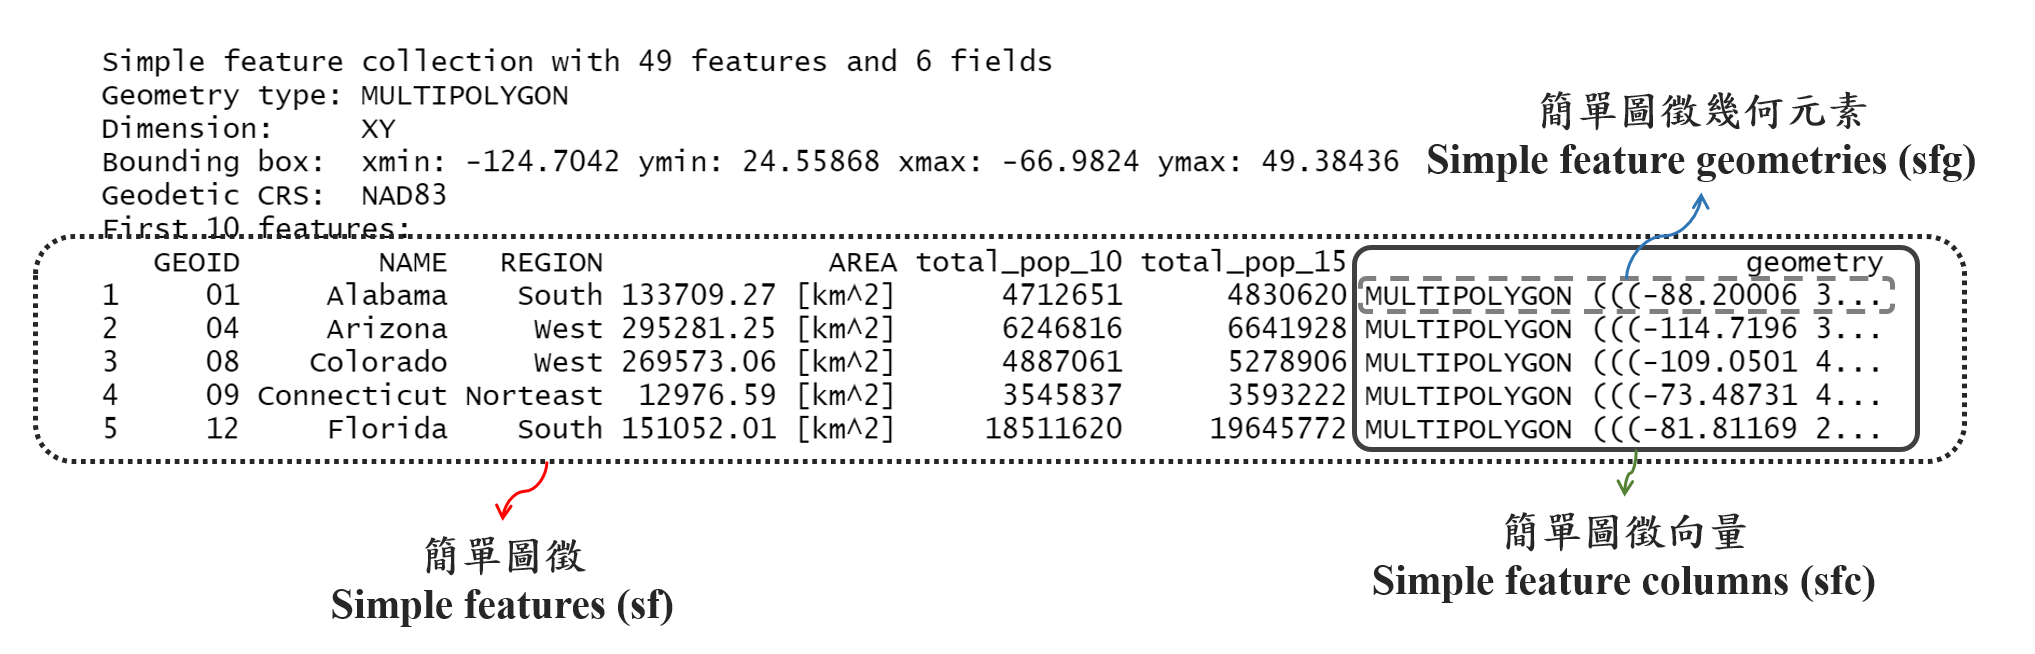 Simple feature collection with 49 features and 6 fields
Geometry type: MULTIPOLYGON
Dimension:     XY
Bounding box:  xmin: -124.7042 ymin: 24.55868 xmax: -66.9824 ymax: 49.38436
Geodetic CRS:  NAD83
First 10 features:
簡單圖徵幾何元素
Simple feature geometries (sfg)
GEOID NAME REGION AREA total_pop_10 total_pop_15 geometry
1 01 Alabama South 133709.27 [km^2] 4712651 4830620 MULTIPOLYGON (((-88.20006 3...
2 04 Arizona West 295281.25 [km^2] 6246816 6641928 MULTIPOLYGON (((-114.7196 3...
3 08 Colorado West 269573.06 [km^2] 4887061 5278906 MULTIPOLYGON (((-109.0501 4...
4 09 Connecticut Norteast 12976.59 [km^2] 3545837 3593222 MULTIPOLYGON (((-73.48731 4...
5 12 Florida South 151052.01 [km^2] 18511620 19645772 MULTIPOLYGON (((-81.81169 2...
簡單圖徵
Simple features (sf)
簡單圖徵向量
Simple feature columns (sfc)